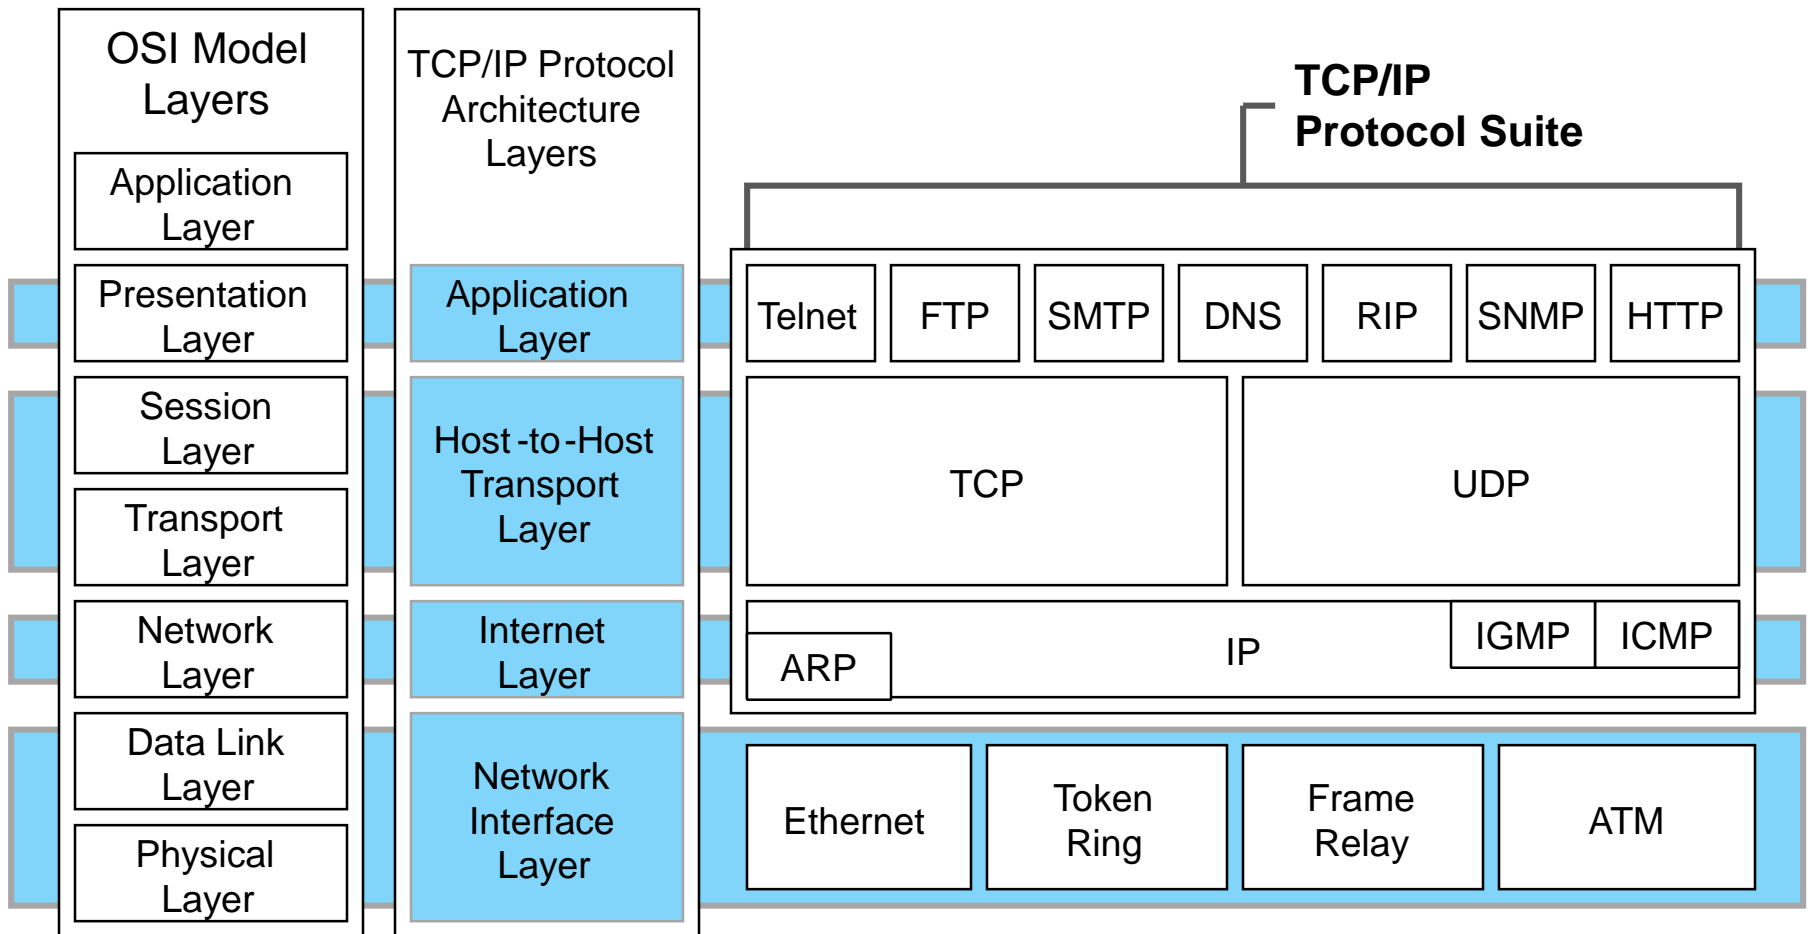 OSI Model
Layers
Application
Layer
Presentation
Layer
Session
Layer
Transport
Layer
Network
Layer
Data Link
Layer
Physical
Layer
TCP/IP Protocol
Architecture
Layers
Application
Layer
Host-to-Host
Transport
Layer
Internet
Layer
Network
Interface
Layer
TCP/IP
Protocol Suite
Telnet
FTP
SMTP
DNS
RIP
SNMP
HTTP
TCP
UDP
ARP
IP
IGMP
ICMP
Ethernet
Token
Ring
Frame
Relay
ATM